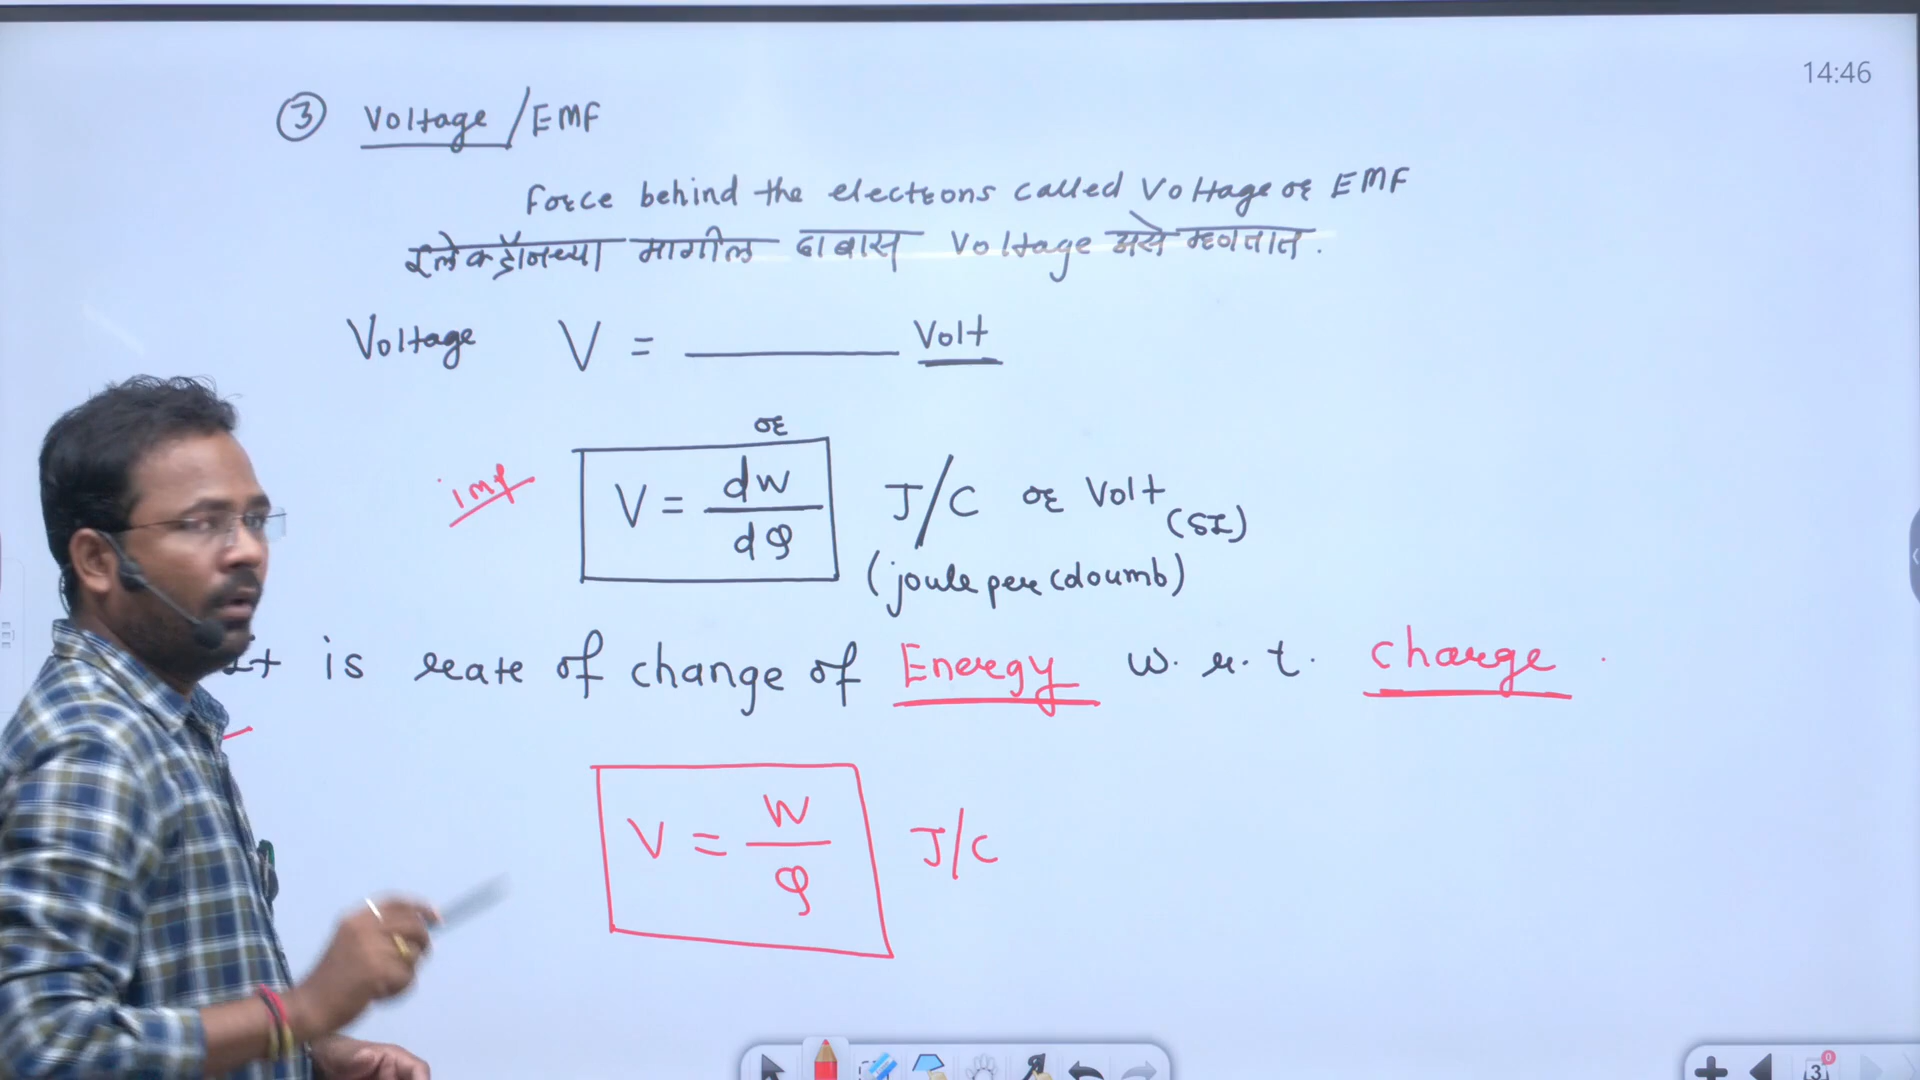 14:46
③ Voltage / EMF
Force behind the electrons called Voltage or EMF
इलेक्ट्रॉनच्या मागील दाबास Voltage असे म्हणतात.
Voltage V = ________ Volt
or
imp V = dw/dQ J/C or Volt (SI)
(joule per coloumb)
It is rate of change of Energy w.r.t. charge.
V = W/Q J/C
3
0